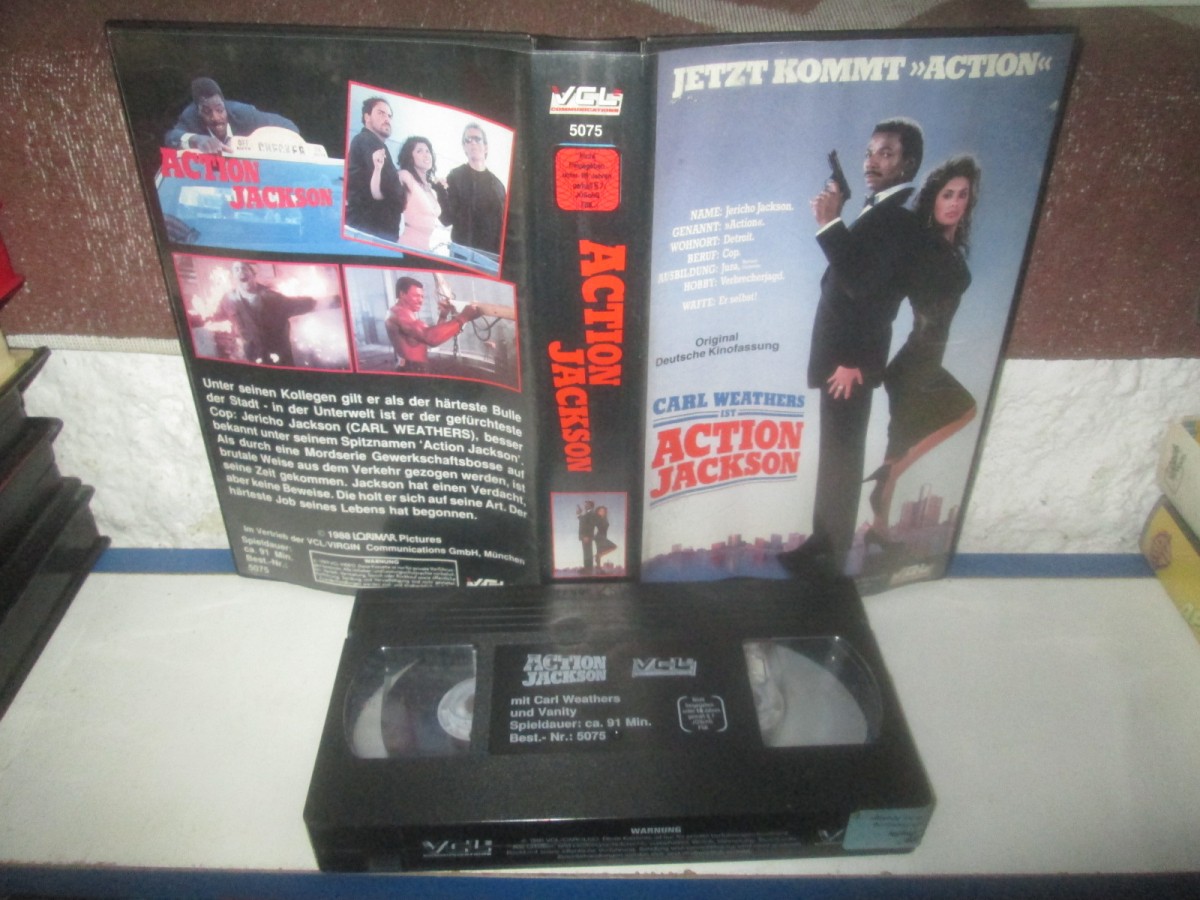 CHECKER
ACTION
JACKSON
Unter seinen Kollegen gilt er als der härteste Bulle
der Stadt - in der Unterwelt ist er der gefürchteste
Cop: Jericho Jackson (CARL WEATHERS), besser
bekannt unter seinem Spitznamen 'Action Jackson'.
Als durch eine Mordserie Gewerkschaftsbosse auf
brutale Weise aus dem Verkehr gezogen werden, ist
seine Zeit gekommen. Jackson hat einen Verdacht,
aber keine Beweise. Die holt er sich auf seine Art. Der
härteste Job seines Lebens hat begonnen.
© 1988 LORIMAR Pictures
Im Vertrieb der VCL/VIRGIN Communications GmbH, München
Spieldauer:
ca. 91 Min.
Best.-Nr.:
5075
WARNUNG
VCL
VCL
COMMUNICATIONS
5075
ACTION
JACKSON
JETZT KOMMT »ACTION«
NAME: Jericho Jackson.
GENANNT: »Action«.
WOHNORT: Detroit.
BERUF: Cop.
AUSBILDUNG: Jura,
HOBBY: Verbrecherjagd.
WAFFE: Er selbst!
Original
Deutsche Kinofassung
CARL WEATHERS
IST
ACTION
JACKSON
VCL
ACTION
JACKSON
VCL
mit Carl Weathers
und Vanity
Spieldauer: ca. 91 Min.
Best.- Nr.: 5075
WARNUNG
VCL